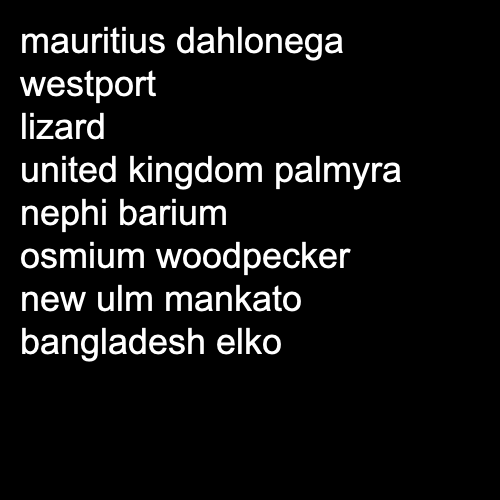 mauritius dahlonega
westport
lizard
united kingdom palmyra
nephi barium
osmium woodpecker
new ulm mankato
bangladesh elko